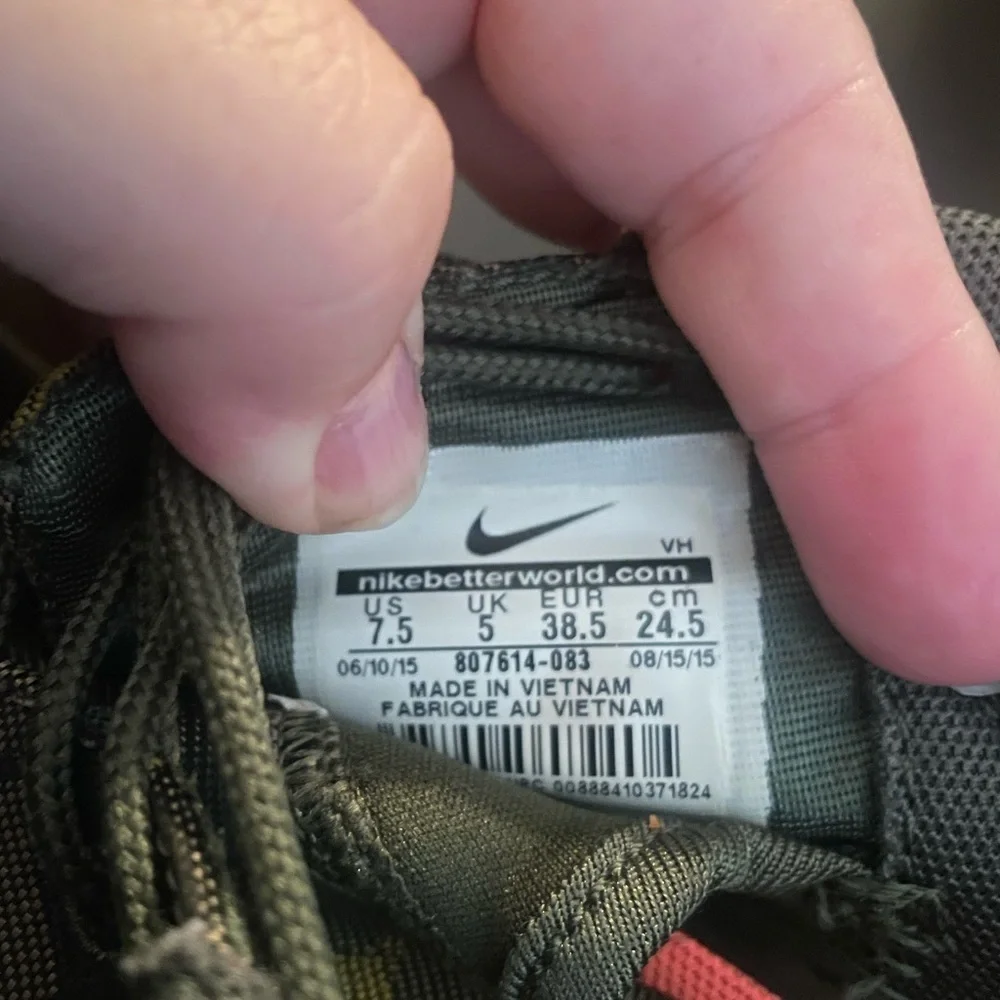 VH
nikebetterworld.com
US UK EUR cm
7.5 5 38.5 24.5
06/10/15 807614-083 08/15/15
MADE IN VIETNAM
FABRIQUE AU VIETNAM
00888410371824